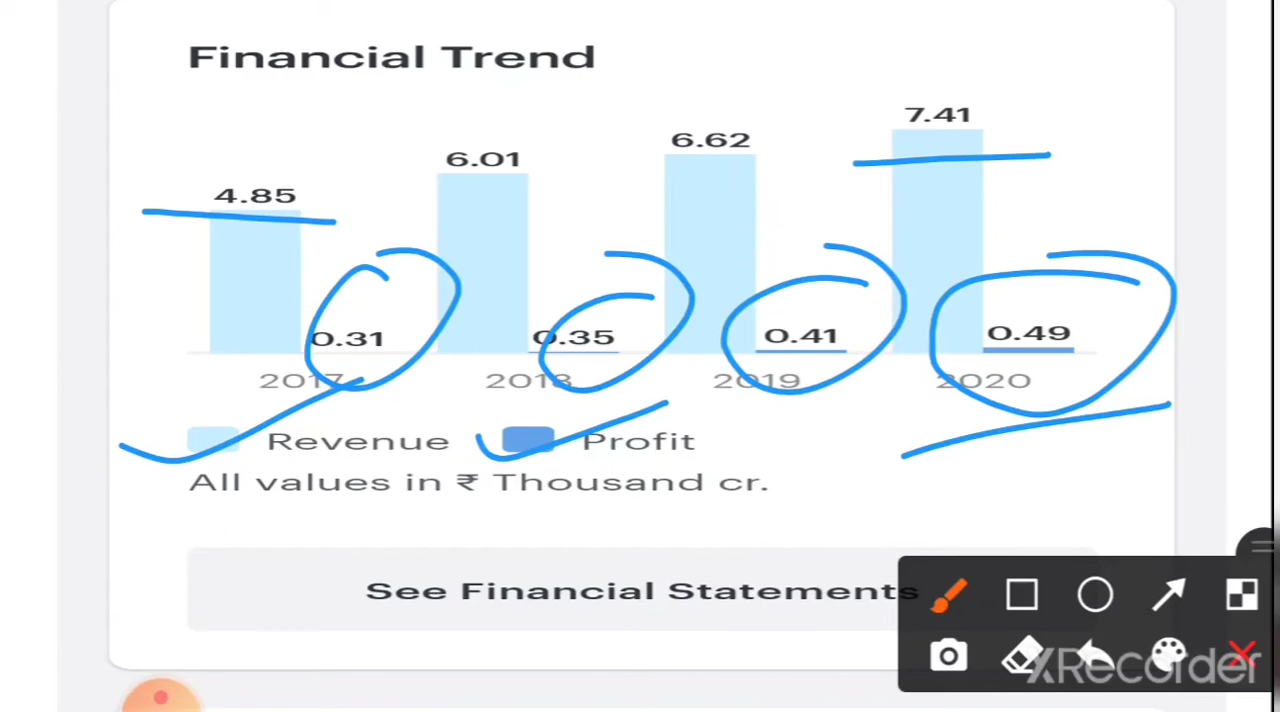 Financial Trend
7.41
6.62
6.01
4.85
0.31 0.35 0.41 0.49
2017 2018 2019 2020
Revenue Profit
All values in ₹ Thousand cr.
See Financial Statements
XRecorder